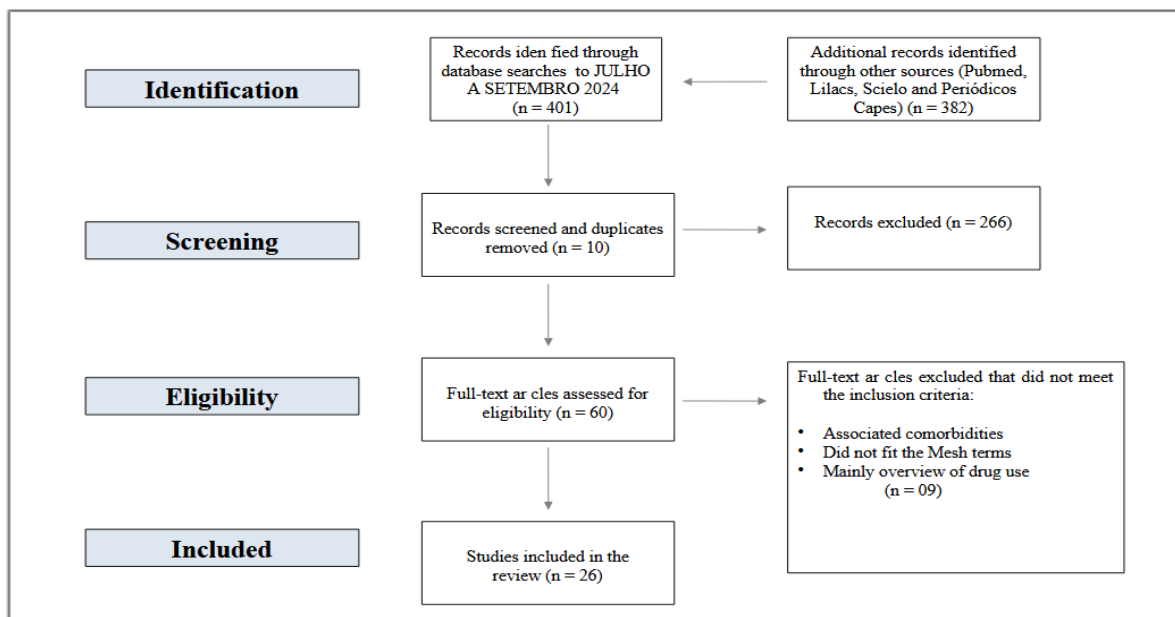 Identification
Records iden fied through
database searches to JULHO
A SETEMBRO 2024
(n = 401)
Additional records identified
through other sources (Pubmed,
Lilacs, Scielo and Periódicos
Capes) (n = 382)
Screening
Records screened and duplicates
removed (n = 10)
Records excluded (n = 266)
Eligibility
Full-text ar cles assessed for
eligibility (n = 60)
Full-text ar cles excluded that did not meet
the inclusion criteria:
• Associated comorbidities
• Did not fit the Mesh terms
• Mainly overview of drug use
(n = 09)
Included
Studies included in the
review (n = 26)